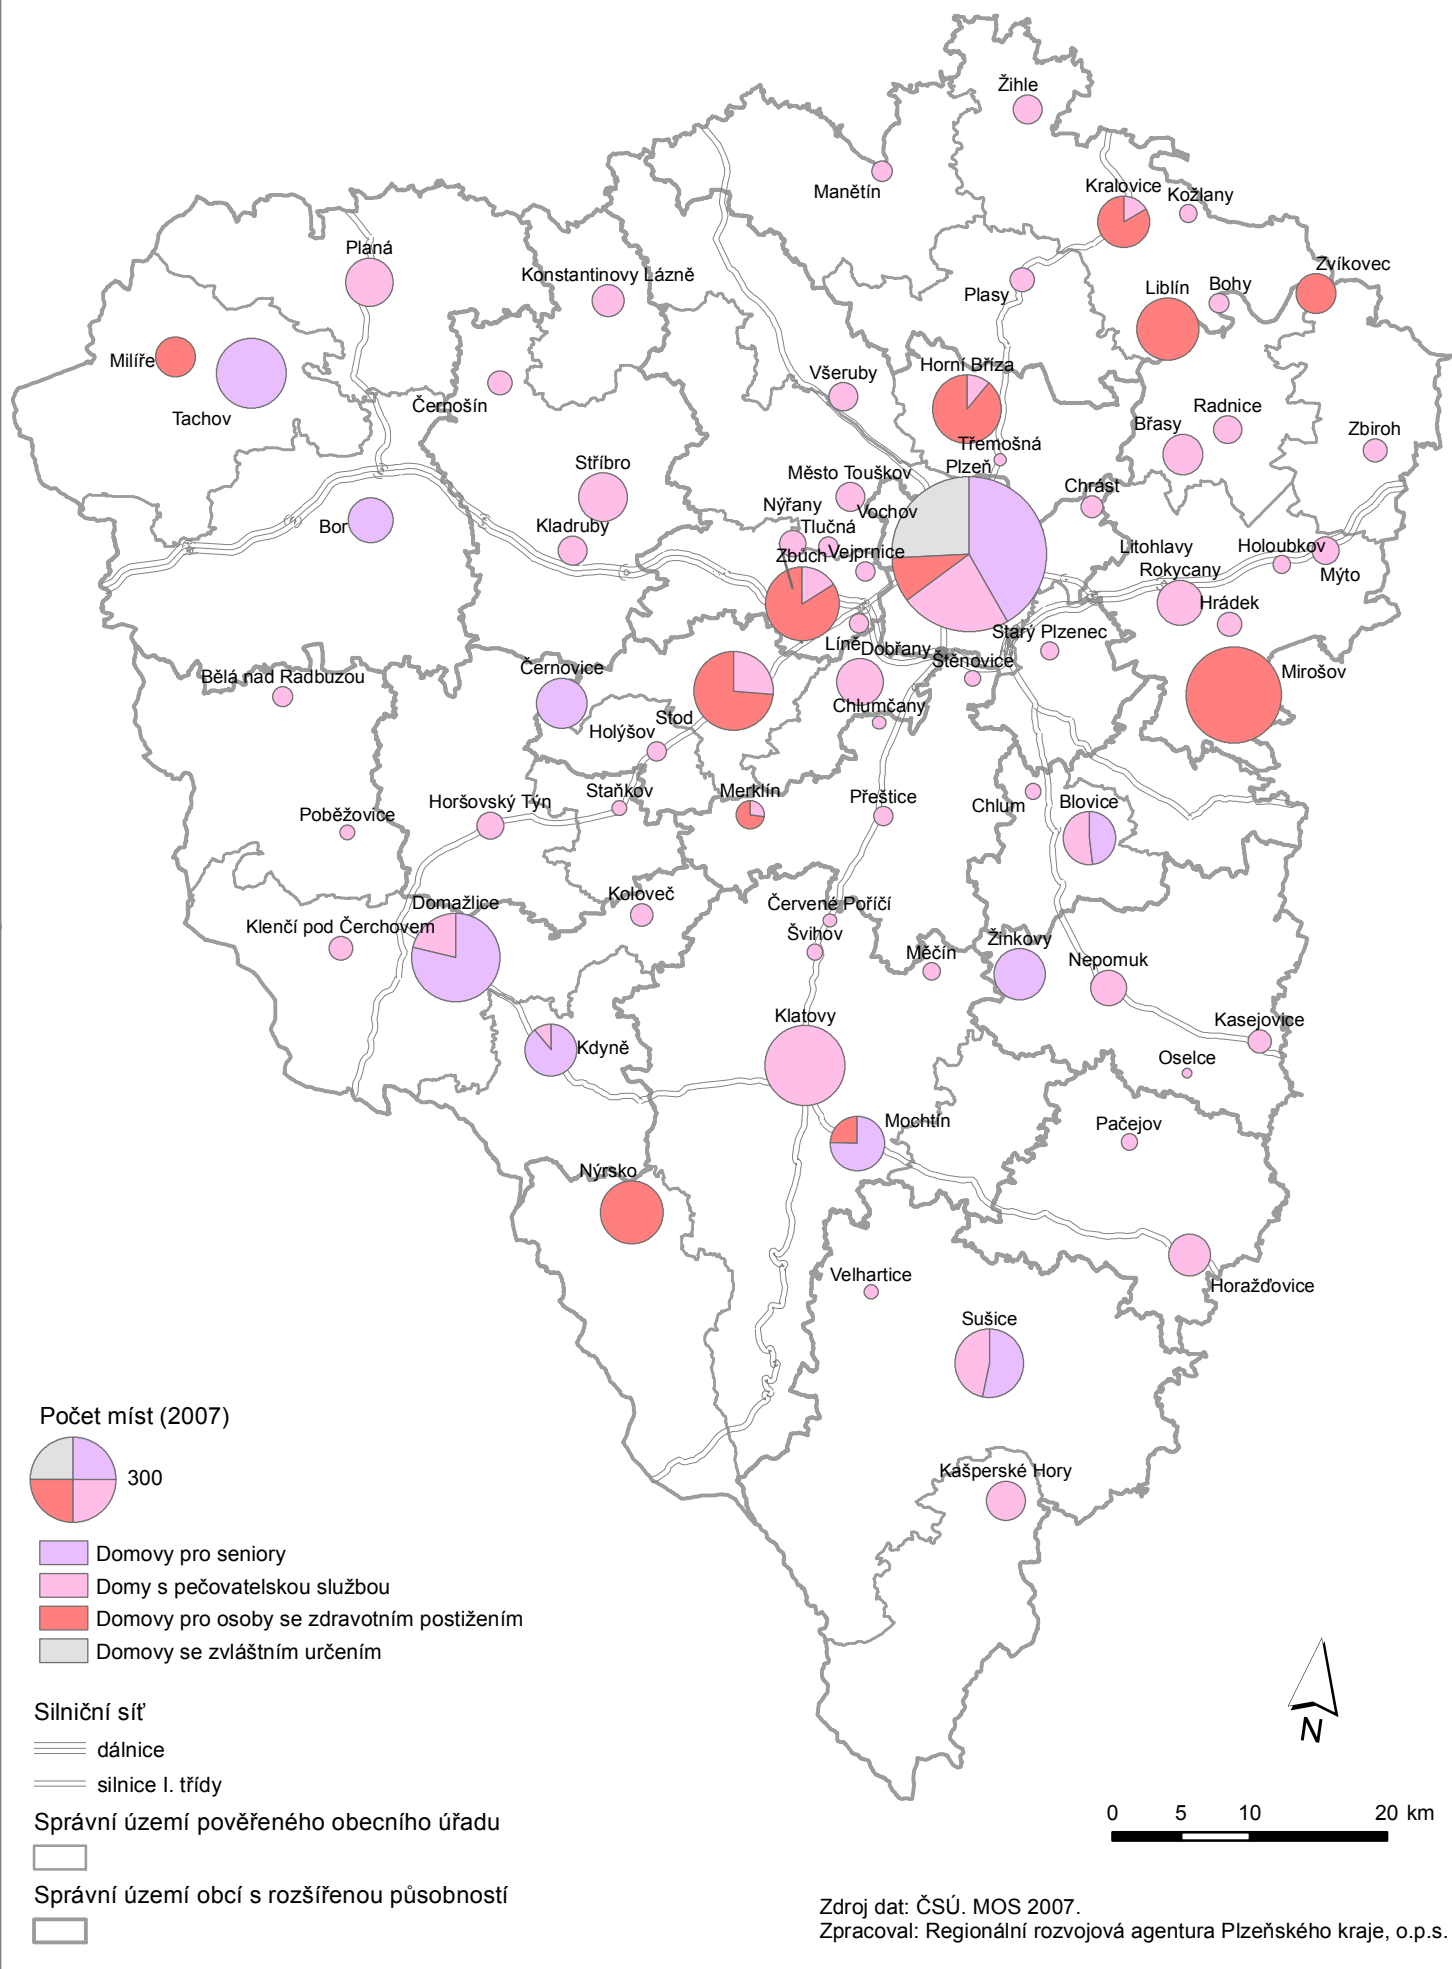 Žihle
Manětín
Kralovice
Kožlany
Planá
Konstantinovy Lázně
Zvíkovec
Liblín
Bohy
Plasy
Milíře
Všeruby
Horní Bříza
Tachov
Černošín
Radnice
Břasy
Zbiroh
Třemošná
Stříbro
Město Touškov
Plzeň
Chrást
Nýřany
Vochov
Bor
Kladruby
Tlučná
Zbůch
Vejprnice
Litohlavy
Holoubkov
Rokycany
Mýto
Hrádek
Starý Plzenec
Líně
Dobřany
Štěnovice
Bělá nad Radbuzou
Černovice
Mirošov
Chlumčany
Stod
Holýšov
Staňkov
Merklín
Přeštice
Horšovský Týn
Chlum
Blovice
Poběžovice
Koloveč
Domažlice
Červené Poříčí
Klenčí pod Čerchovem
Švihov
Žinkovy
Měčín
Nepomuk
Klatovy
Kasejovice
Kdyně
Oselce
Mochtín
Pačejov
Nýrsko
Velhartice
Horažďovice
Sušice
Kašperské Hory
Počet míst (2007)
300
Domovy pro seniory
Domy s pečovatelskou službou
Domovy pro osoby se zdravotním postižením
Domovy se zvláštním určením
Silniční síť
dálnice
silnice I. třídy
Správní území pověřeného obecního úřadu
Správní území obcí s rozšířenou působností
N
0 5 10 20 km
Zdroj dat: ČSÚ. MOS 2007.
Zpracoval: Regionální rozvojová agentura Plzeňského kraje, o.p.s.